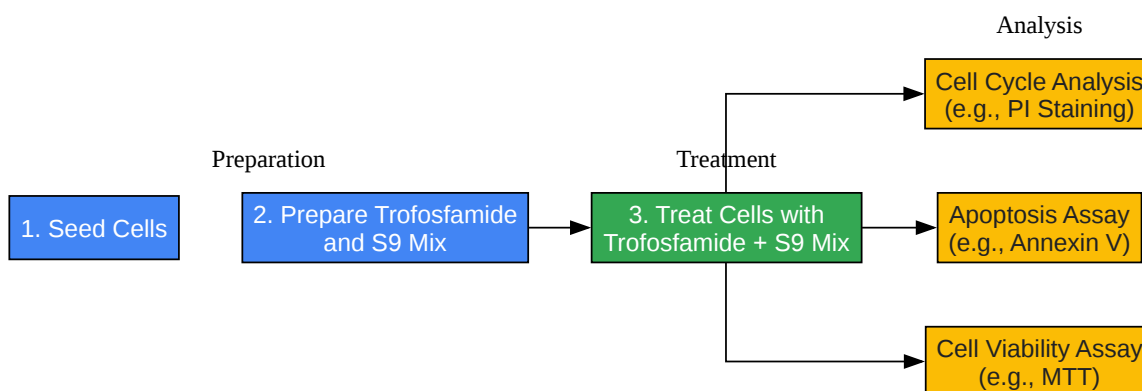 Analysis
Cell Cycle Analysis
(e.g., PI Staining)
Preparation
Treatment
1. Seed Cells
2. Prepare Trofosfamide
and S9 Mix
3. Treat Cells with
Trofosfamide + S9 Mix
Apoptosis Assay
(e.g., Annexin V)
Cell Viability Assay
(e.g., MTT)